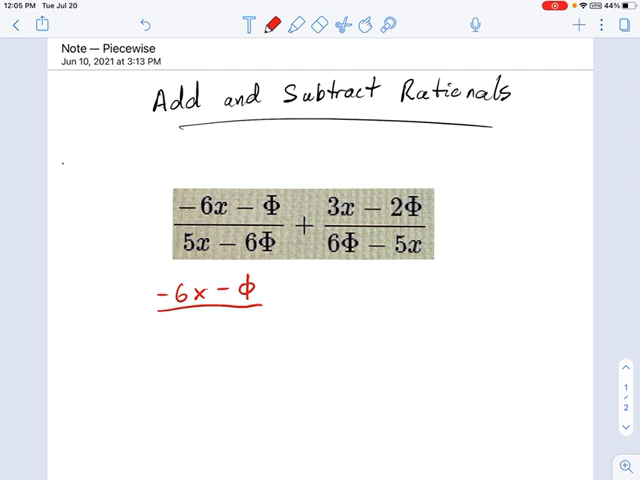 12:05 PM Tue Jul 20
VPN 44%
T
Note — Piecewise
Jun 10, 2021 at 3:13 PM
Add and Subtract Rationals
−6x − Φ / 5x − 6Φ + 3x − 2Φ / 6Φ − 5x
-6x - Φ
1
/
2